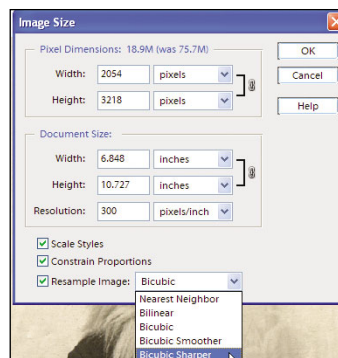 Image Size
Pixel Dimensions: 18.9M (was 75.7M)
Width: 2054 pixels
Height: 3218 pixels
OK
Cancel
Help
Document Size:
Width: 6.848 inches
Height: 10.727 inches
Resolution: 300 pixels/inch
Scale Styles
Constrain Proportions
Resample Image: Bicubic
Nearest Neighbor
Bilinear
Bicubic
Bicubic Smoother
Bicubic Sharper